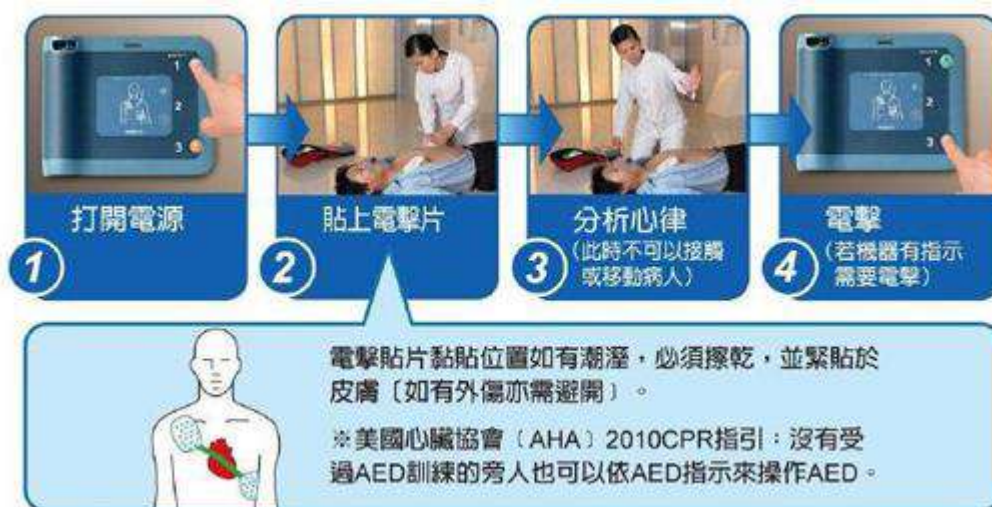 打開電源
1
貼上電擊片
2
分析心律
(此時不可以接觸
或移動病人)
3
電擊
(若機器有指示
需要電擊)
4
電擊貼片黏貼位置如有潮溼，必須擦乾，並緊貼於
皮膚〔如有外傷亦需避開〕。
※美國心臟協會〔AHA〕2010CPR指引：沒有受
過AED訓練的旁人也可以依AED指示來操作AED。